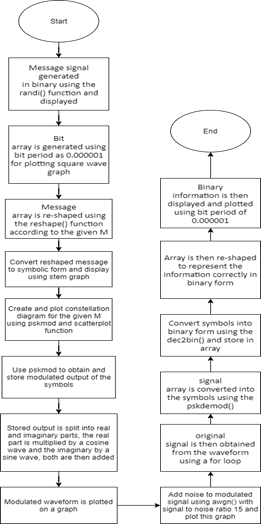 Start
Message signal
generated
in binary using the
randi() function and
displayed
Bit
array is generated using
bit period as 0.000001
for plotting square wave
graph
Message
array is re-shaped using
the reshape() function
according to the given M
Convert reshaped message
to symbolic form and display
using stem graph
Create and plot constellation
diagram for the given M
using pskmod and scatterplot
function
Use pskmod to obtain and
store modulated output of the
symbols
Stored output is split into real
and imaginary parts, the real
part is multiplied by a cosine
wave and the imaginary by a
sine wave, both are then added
Modulated waveform is plotted
on a graph
Add noise to modulated
signal using awgn() with
signal to noise ratio 15 and
plot this graph
original
signal is then obtained
from the waveform
using a for loop
signal
array is converted into
the symbols using the
pskdemod()
Convert symbols into
binary form using the
dec2bin() and store in
array
Array is then re-shaped
to represent the
information correctly in
binary form
Binary
information is then
displayed and plotted
using bit period of
0.000001
End